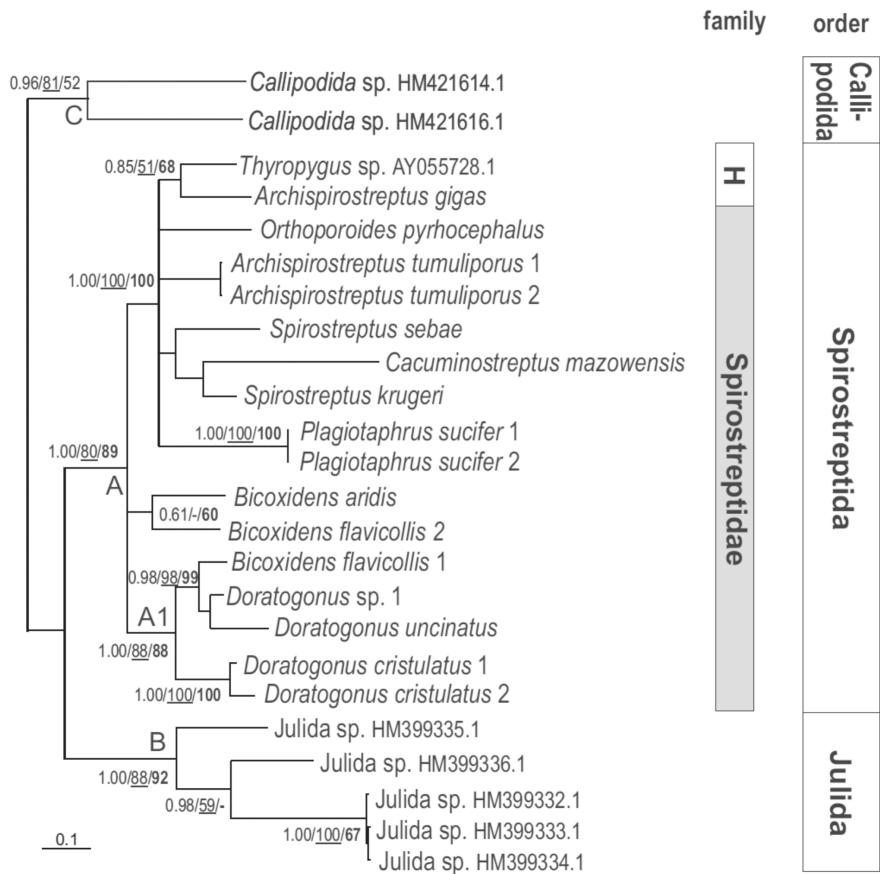 family order
0.96/81/52
Callipodida sp. HM421614.1
C
Callipodida sp. HM421616.1
Calli-
podida
0.85/51/68
Thyropygus sp. AY055728.1
H
Archispirostreptus gigas
Orthoporoides pyrhocephalus
1.00/100/100
Archispirostreptus tumuliporus 1
Archispirostreptus tumuliporus 2
Spirostreptus sebae
Cacuminostreptus mazowensis
Spirostreptus krugeri
1.00/100/100
Plagiotaphrus sucifer 1
Plagiotaphrus sucifer 2
1.00/80/89
A
Bicoxidens aridis
0.61/-/60
Bicoxidens flavicollis 2
Spirostreptidae
Spirostreptida
Bicoxidens flavicollis 1
0.98/98/99
Doratogonus sp. 1
A1
Doratogonus uncinatus
1.00/88/88
Doratogonus cristulatus 1
1.00/100/100
Doratogonus cristulatus 2
B
Julida sp. HM399335.1
1.00/88/92
Julida sp. HM399336.1
0.98/59/-
Julida sp. HM399332.1
1.00/100/67
Julida sp. HM399333.1
Julida sp. HM399334.1
Julida
0.1